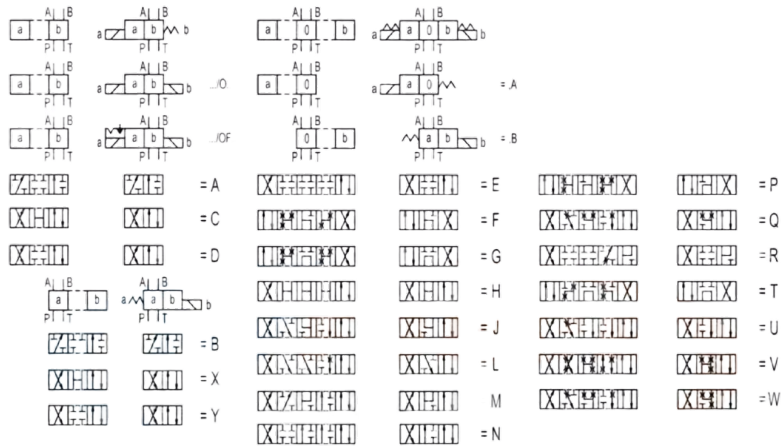 A B A B A B A B
a b a a b b a 0 b a a 0 b b
P T P T P T P T
A B A B A B A B
a b a a b b ../O a 0 a a 0 = .A
P T P T P T P T
A B A B A B A B
a b a a b b ../OF 0 b a b b = .B
P T P T P T P T
= A = E = P
= C = F = Q
= D = G = R
A B A B
a b a a b b = H = T
P T P T
= B = J = U
= X = L = V
= Y M = W
= N